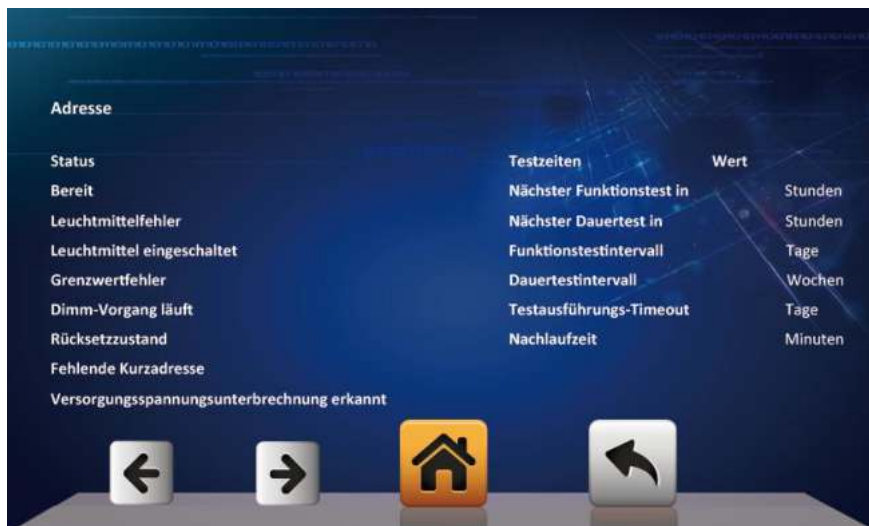 Adresse
Status
Bereit
Leuchtmittelfehler
Leuchtmittel eingeschaltet
Grenzwertfehler
Dimm-Vorgang läuft
Rücksetzzustand
Fehlende Kurzadresse
Versorgungsspannungsunterbrechnung erkannt
Testzeiten Wert
Nächster Funktionstest in Stunden
Nächster Dauertest in Stunden
Funktionstestintervall Tage
Dauertestintervall Wochen
Testausführungs-Timeout Tage
Nachlaufzeit Minuten